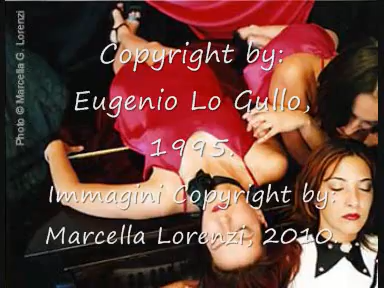 Photo © Marcella G. Lorenzi
Copyright by:
Eugenio Lo Gullo,
1995.
Immagini Copyright by:
Marcella Lorenzi, 2010.